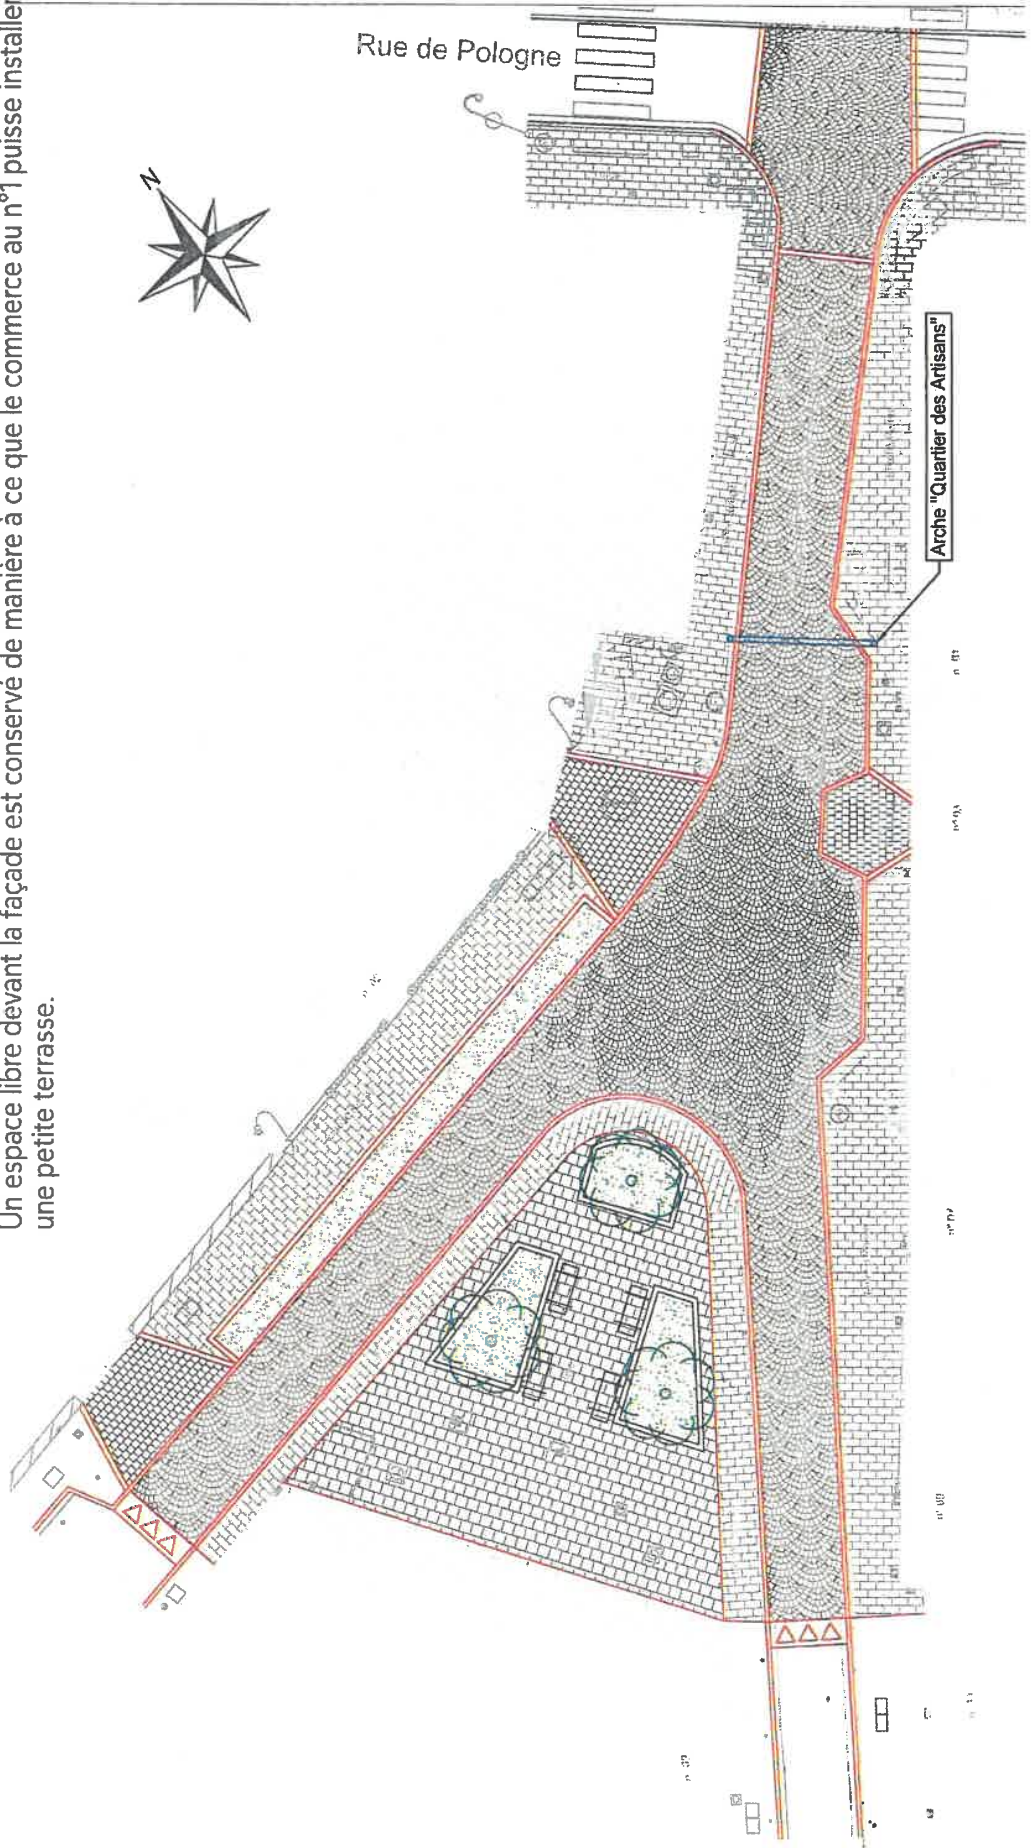 Un espace libre devant la façade est conservé de manière à ce que le commerce au n°1 puisse installer
une petite terrasse.
Rue de Pologne
N
Arche "Quartier des Artisans"